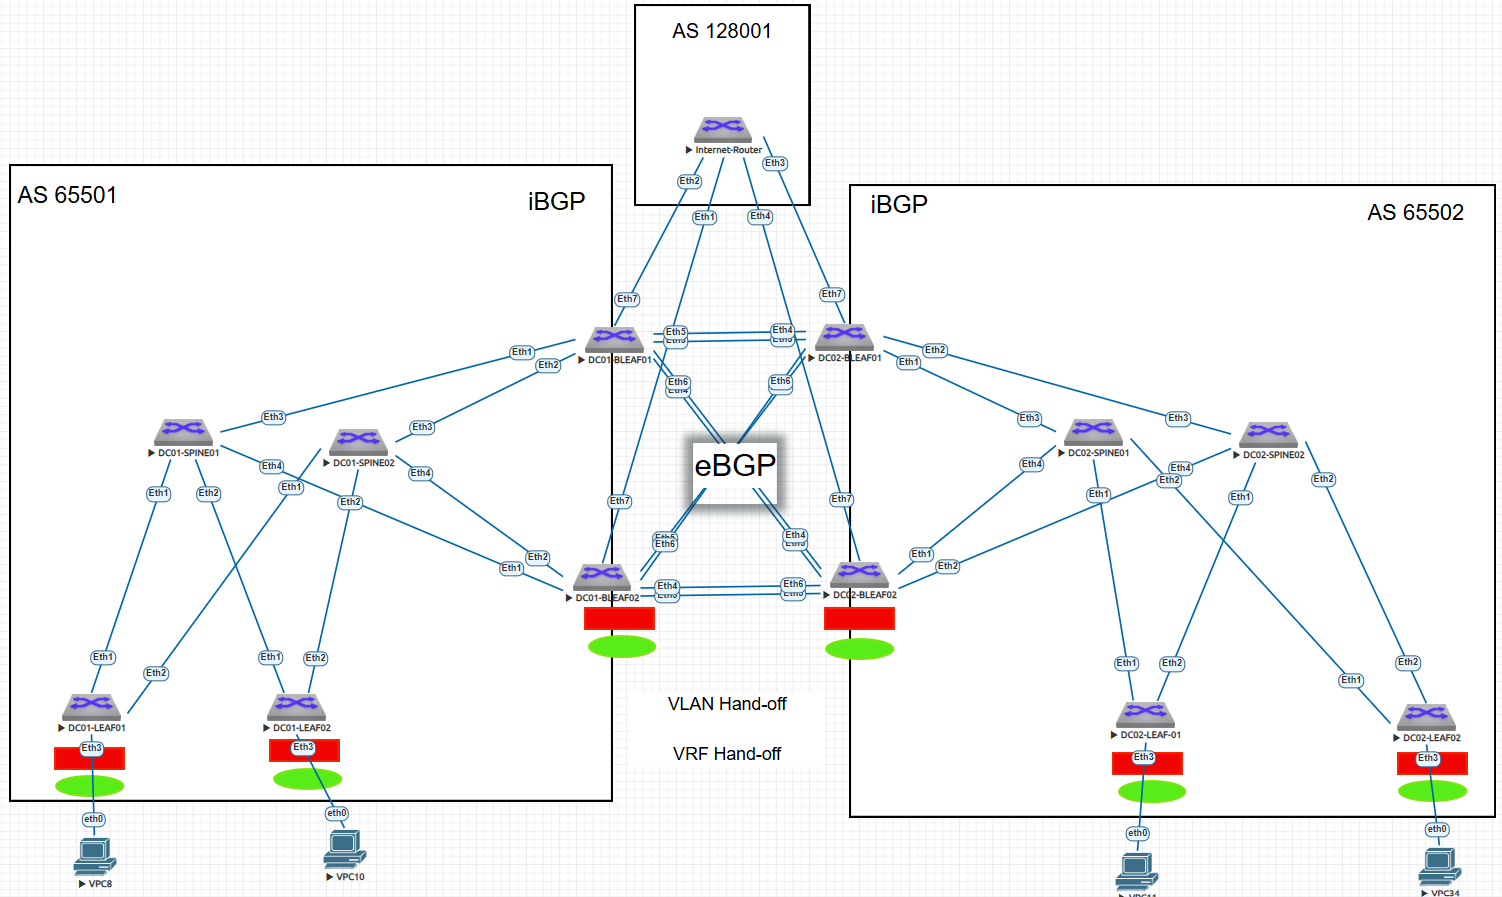 AS 128001
Internet-Router
Eth3
Eth2
Eth1
Eth4
AS 65501
iBGP
iBGP
AS 65502
Eth7
Eth7
Eth5
Eth4
DC01-BLEAF01
DC02-BLEAF01
Eth1
Eth2
Eth2
Eth1
Eth6
Eth6
Eth3
Eth3
Eth3
Eth3
DC01-SPINE01
DC01-SPINE02
DC02-SPINE01
DC02-SPINE02
eBGP
Eth4
Eth4
Eth4
Eth4
Eth1
Eth2
Eth1
Eth2
Eth2
Eth1
Eth1
Eth2
Eth7
Eth7
Eth6
Eth4
Eth2
Eth1
Eth1
Eth2
Eth4
Eth6
DC01-BLEAF02
DC02-BLEAF02
Eth1
Eth2
Eth1
Eth2
Eth1
Eth2
Eth1
Eth2
VLAN Hand-off
VRF Hand-off
DC01-LEAF01
DC01-LEAF02
DC02-LEAF-01
DC02-LEAF02
Eth3
Eth3
Eth3
Eth3
eth0
eth0
eth0
eth0
VPC8
VPC10
VPC34